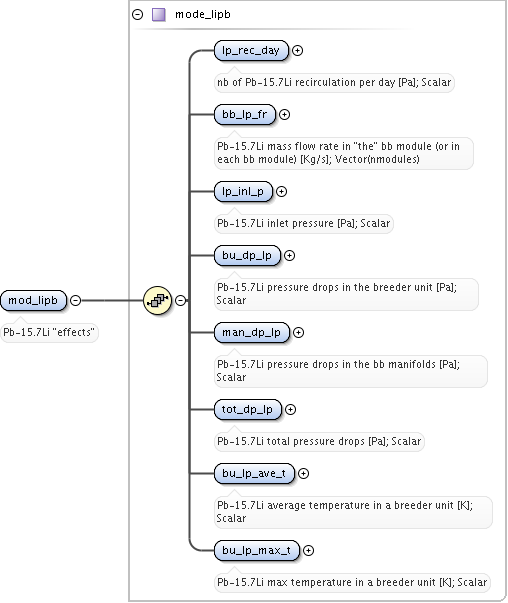 mode_lipb
lp_rec_day
nb of Pb-15.7Li recirculation per day [Pa]; Scalar
bb_lp_fr
Pb-15.7Li mass flow rate in "the" bb module (or in
each bb module) [Kg/s]; Vector(nmodules)
lp_inl_p
Pb-15.7Li inlet pressure [Pa]; Scalar
bu_dp_lp
Pb-15.7Li pressure drops in the breeder unit [Pa];
Scalar
mod_lipb
Pb-15.7Li "effects"
man_dp_lp
Pb-15.7Li pressure drops in the bb manifolds [Pa];
Scalar
tot_dp_lp
Pb-15.7Li total pressure drops [Pa]; Scalar
bu_lp_ave_t
Pb-15.7Li average temperature in a breeder unit [K];
Scalar
bu_lp_max_t
Pb-15.7Li max temperature in a breeder unit [K]; Scalar